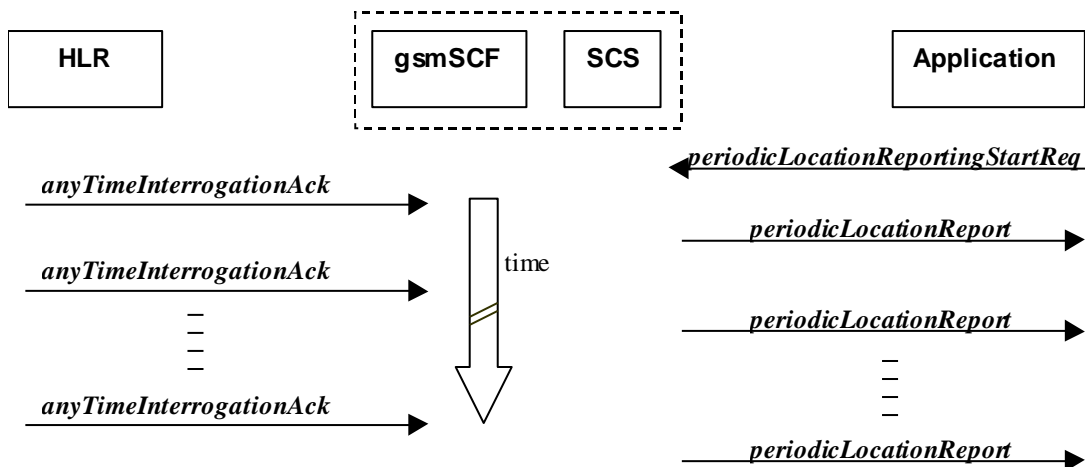 HLR
gsmSCF
SCS
Application
periodicLocationReportingStartReq
anyTimeInterrogationAck
periodicLocationReport
time
anyTimeInterrogationAck
periodicLocationReport
anyTimeInterrogationAck
periodicLocationReport